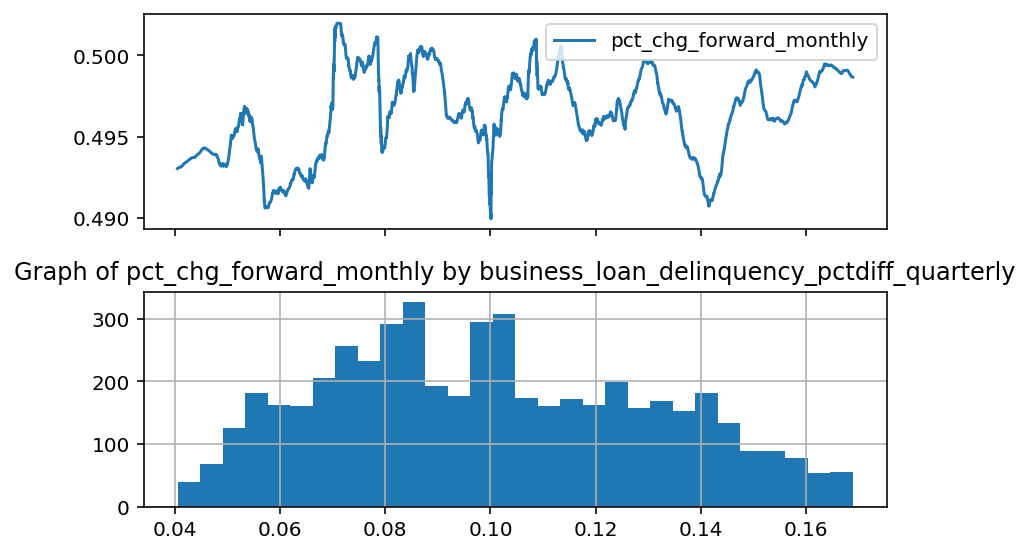 pct_chg_forward_monthly
0.500
0.495
0.490
Graph of pct_chg_forward_monthly by business_loan_delinquency_pctdiff_quarterly
300
200
100
0
0.04 0.06 0.08 0.10 0.12 0.14 0.16